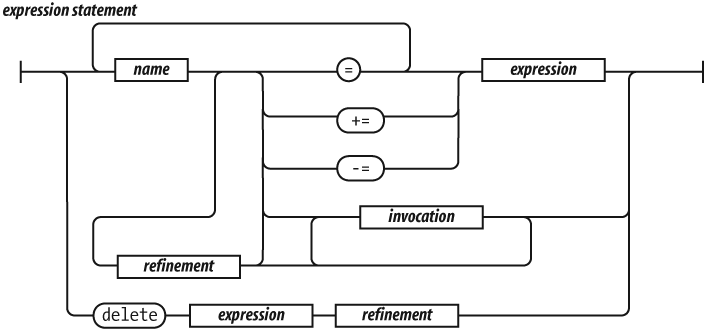 expression statement
name = expression
+=
-=
invocation
refinement
delete expression refinement